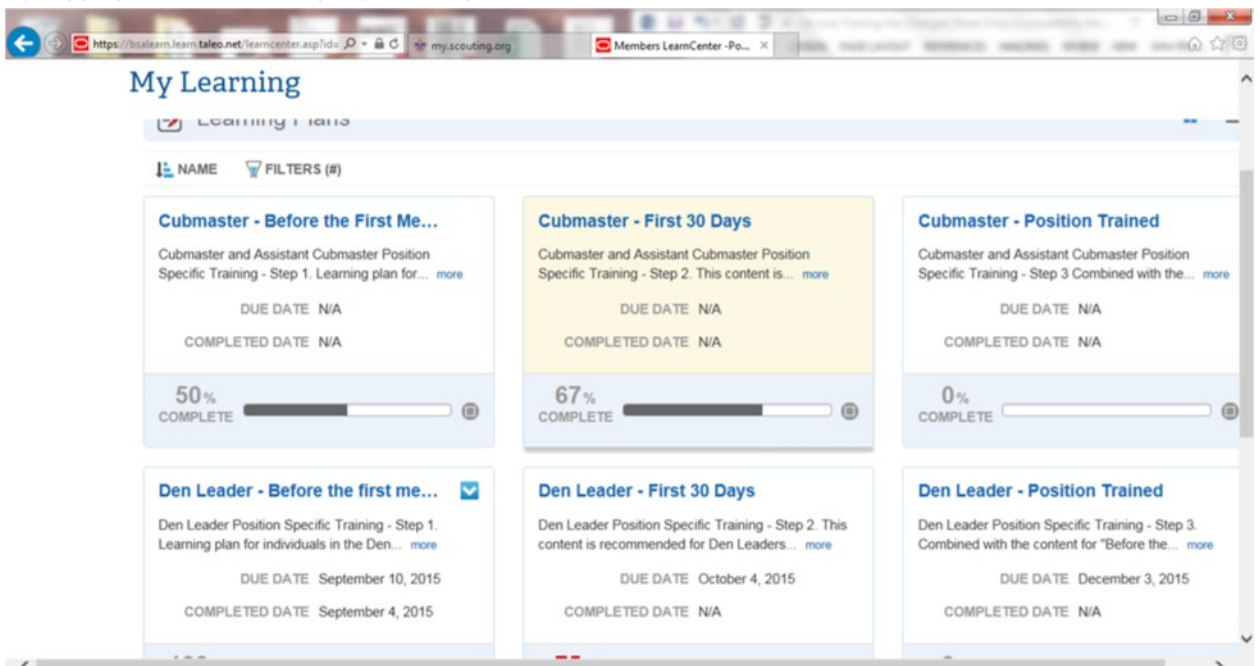 https://bsalearn.learn.taleo.net/learncenter.asp?id=
my.scouting.org
Members LearnCenter -Po...
My Learning
Learning Plans
NAME FILTERS (#)
Cubmaster - Before the First Me...
Cubmaster and Assistant Cubmaster Position
Specific Training - Step 1. Learning plan for... more
DUE DATE N/A
COMPLETED DATE N/A
50%
COMPLETE
Cubmaster - First 30 Days
Cubmaster and Assistant Cubmaster Position
Specific Training - Step 2. This content is... more
DUE DATE N/A
COMPLETED DATE N/A
67%
COMPLETE
Cubmaster - Position Trained
Cubmaster and Assistant Cubmaster Position
Specific Training - Step 3 Combined with the... more
DUE DATE N/A
COMPLETED DATE N/A
0%
COMPLETE
Den Leader - Before the first me...
Den Leader Position Specific Training - Step 1.
Learning plan for individuals in the Den... more
DUE DATE September 10, 2015
COMPLETED DATE September 4, 2015
Den Leader - First 30 Days
Den Leader Position Specific Training - Step 2. This
content is recommended for Den Leaders... more
DUE DATE October 4, 2015
COMPLETED DATE N/A
Den Leader - Position Trained
Den Leader Position Specific Training - Step 3.
Combined with the content for "Before the... more
DUE DATE December 3, 2015
COMPLETED DATE N/A